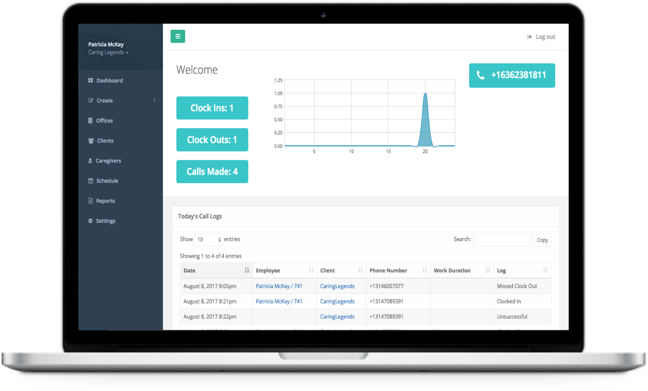 Patricia McKay
Caring Legends
Dashboard
Create
Offices
Clients
Caregivers
Schedule
Reports
Settings
Log out
Welcome
+16362381811
Clock Ins: 1
Clock Outs: 1
Calls Made: 4
1.25
1.00
0.75
0.50
0.25
0.00
5 10 15 20
Today's Call Logs
Show 10 entries Search: Copy
Showing 1 to 4 of 4 entries
Date Employee Client Phone Number Work Duration Log
August 8, 2017 8:05pm Patricia McKay / 741 CaringLegends +13146007077 Missed Clock Out
August 8, 2017 8:21pm Patricia McKay / 741 CaringLegends +13147089391 Clocked In
August 8, 2017 8:22pm CaringLegends +13147089391 Unsuccessful